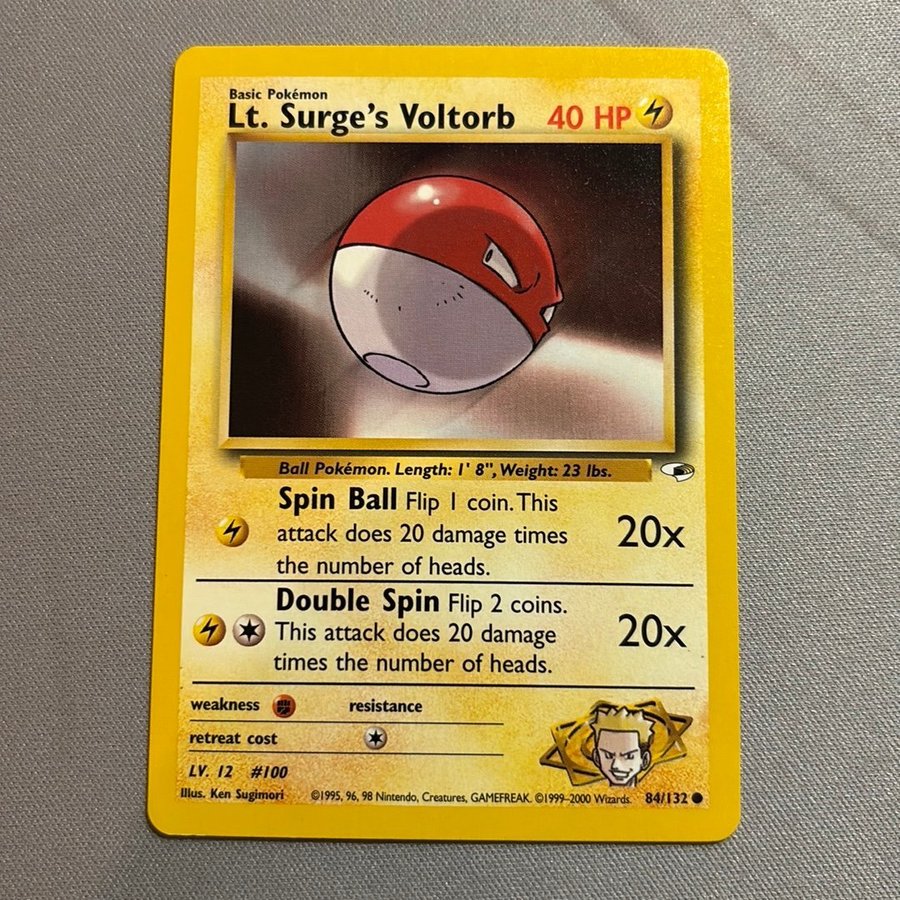 Basic Pokémon
Lt. Surge's Voltorb 40 HP
Ball Pokémon. Length: 1' 8", Weight: 23 lbs.
Spin Ball Flip 1 coin. This
attack does 20 damage times
the number of heads.
20x
Double Spin Flip 2 coins.
This attack does 20 damage
times the number of heads.
20x
weakness resistance
retreat cost
LV. 12 #100
Illus. Ken Sugimori ©1995, 96, 98 Nintendo, Creatures, GAMEFREAK. ©1999-2000 Wizards. 84/132